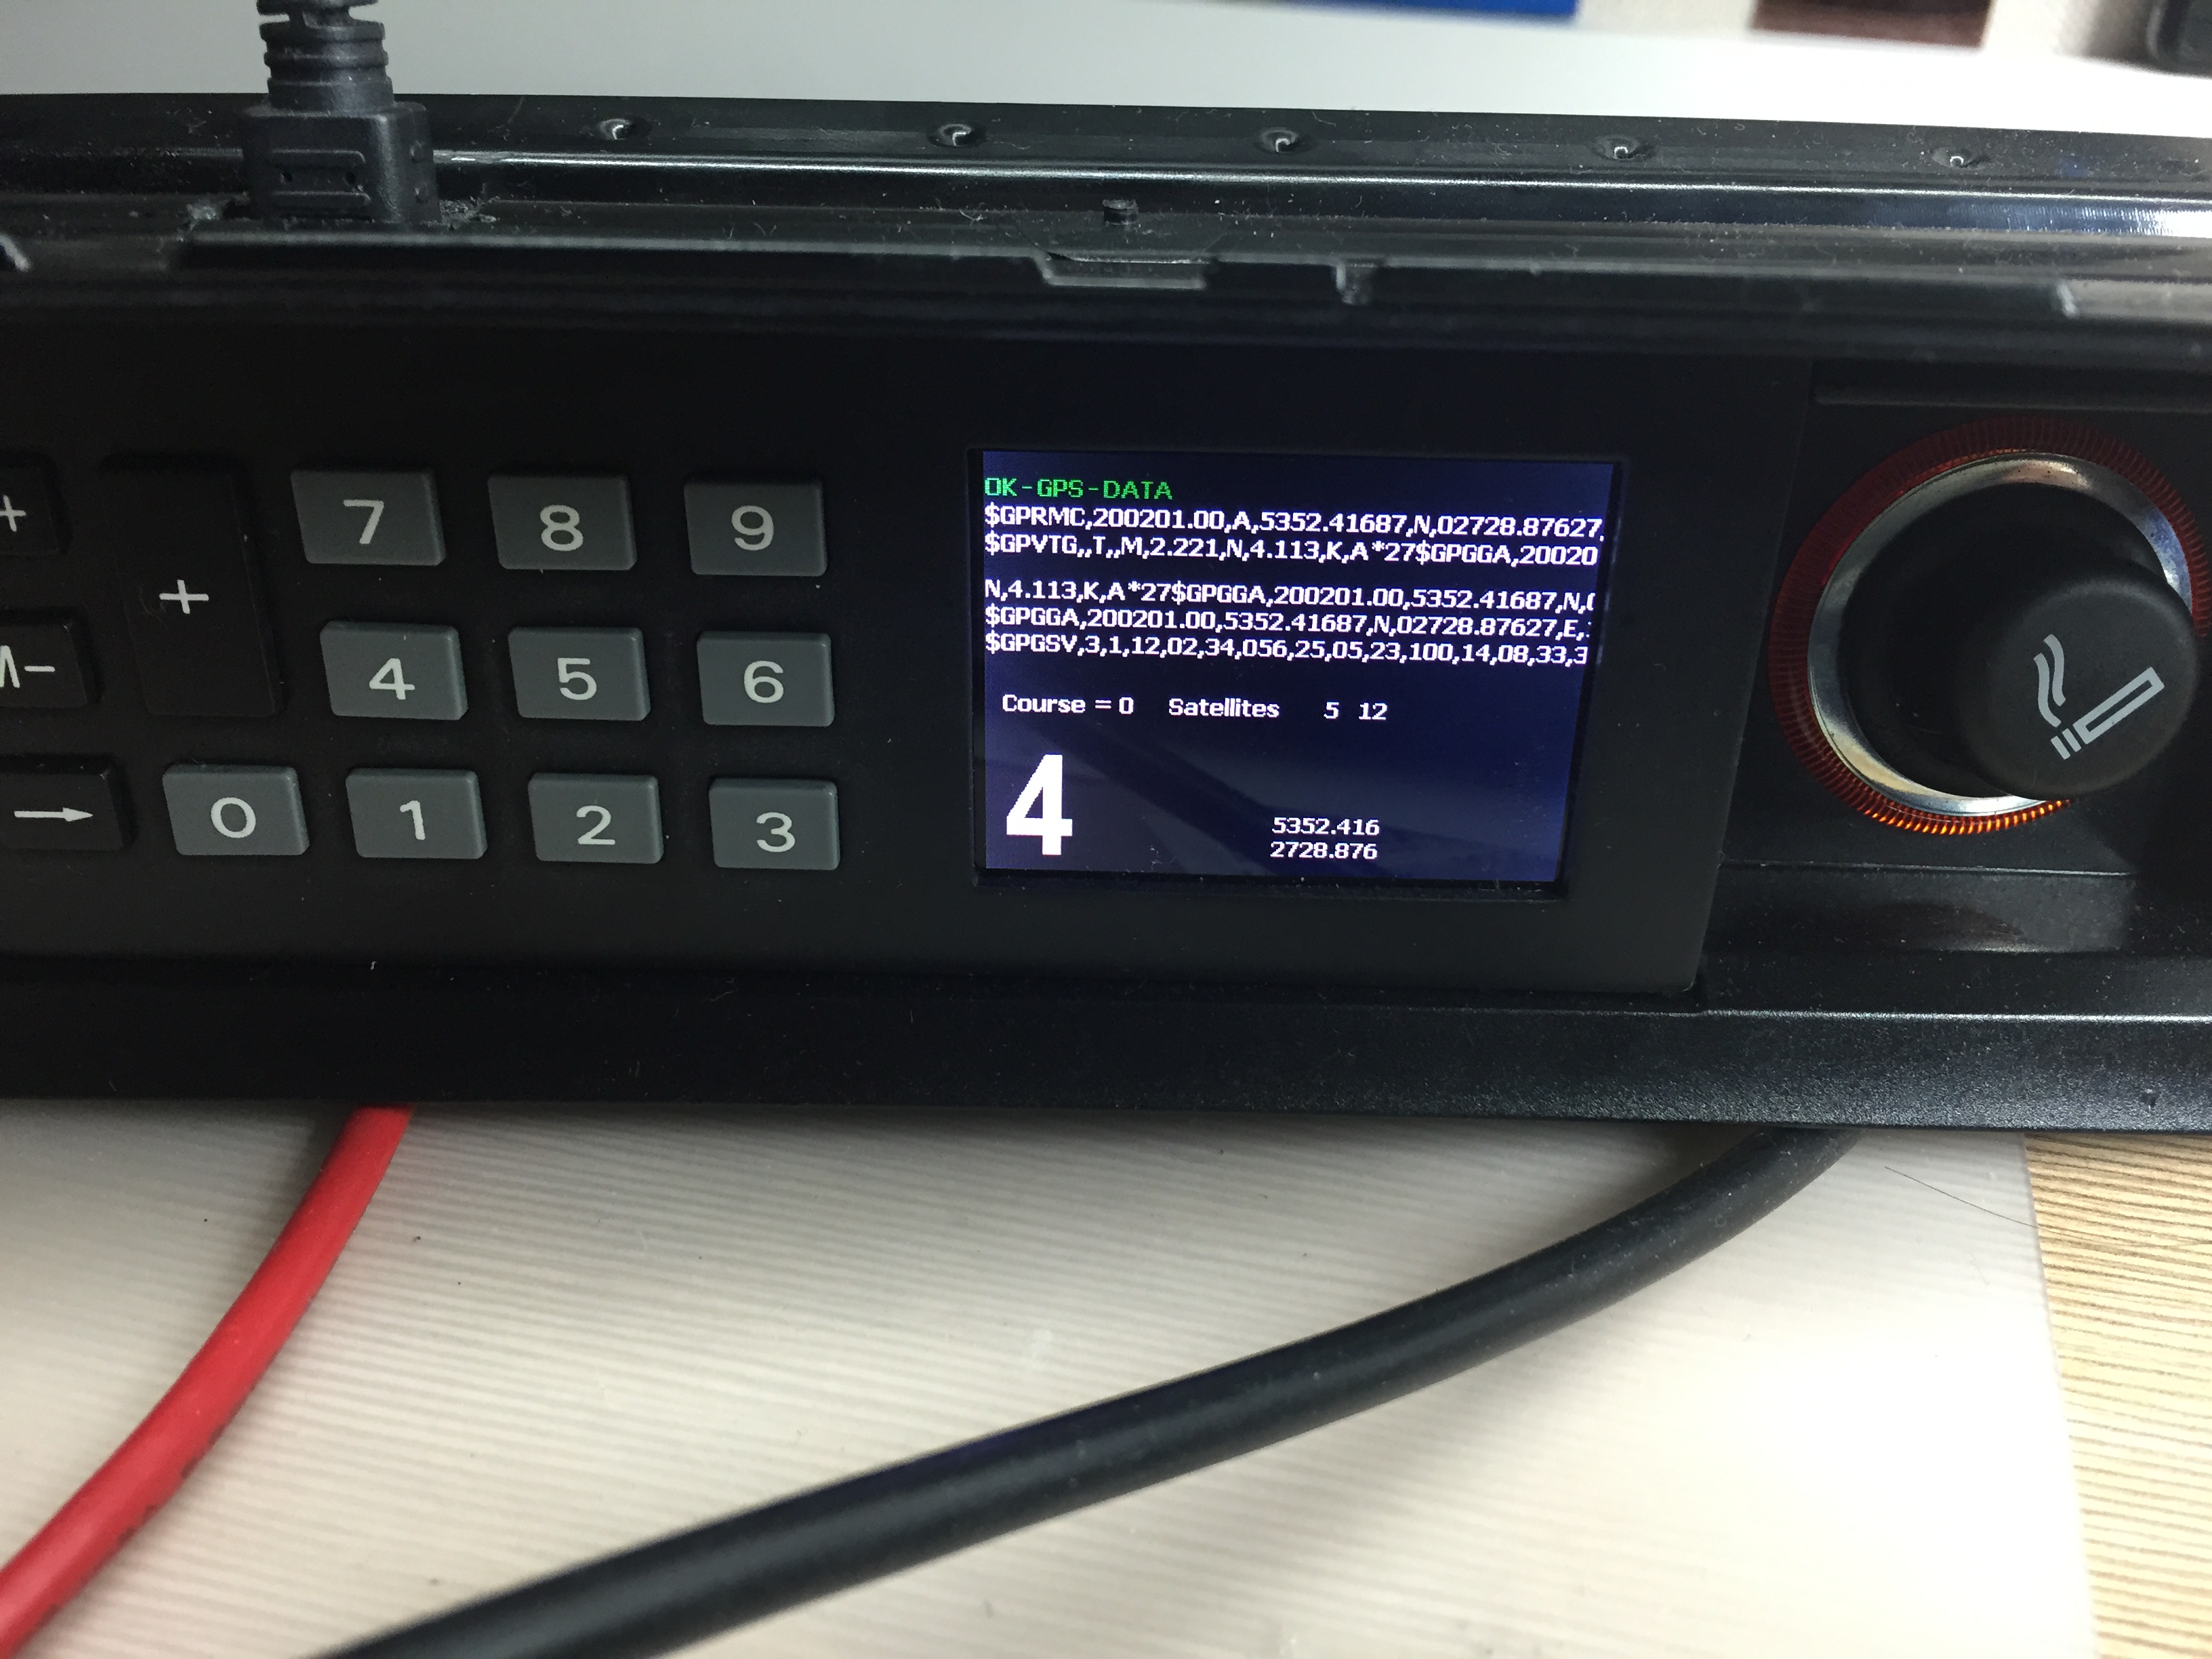 OK-GPS-DATA
$GPRMC,200201.00,A,5352.41687,N,02728.87627,
$GPVTG,,T,,M,2.221,N,4.113,K,A*27$GPGGA,20020
N,4.113,K,A*27$GPGGA,200201.00,5352.41687,N,0
$GPGGA,200201.00,5352.41687,N,02728.87627,E,
$GPGSV,3,1,12,02,34,056,25,05,23,100,14,08,33,3
Course = 0 Satellites 5 12
4
5352.416
2728.876
+ + 7 8 9
M- 4 5 6
→ 0 1 2 3